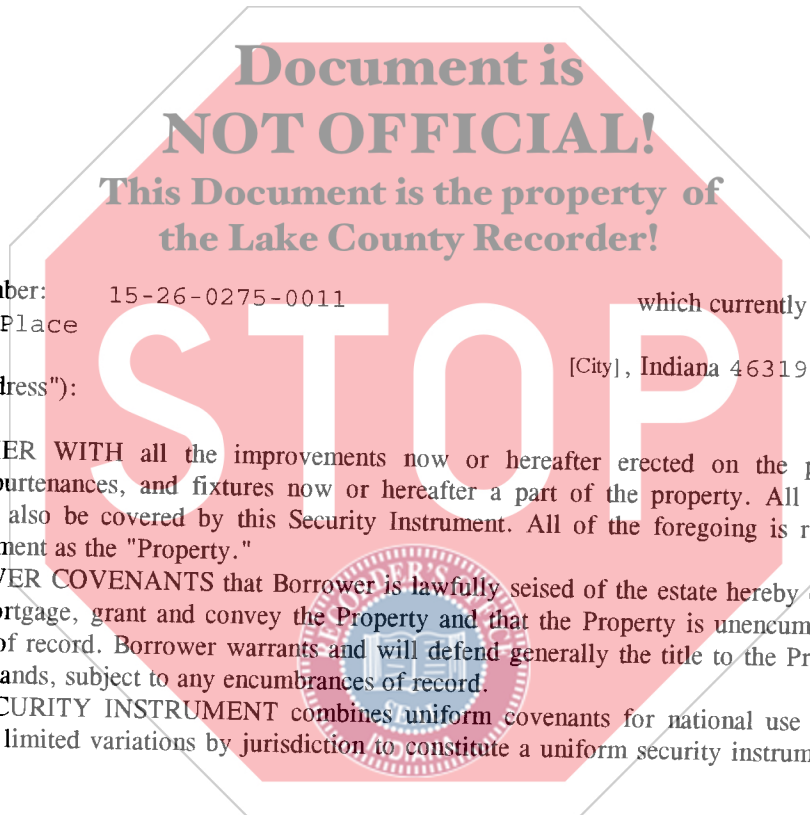 Document is
NOT OFFICIAL!
This Document is the property of
the Lake County Recorder!
STOP
ber: 15-26-0275-0011 which currently
Place
[City], Indiana 46319
dress"):
ER WITH all the improvements now or hereafter erected on the
purtenances, and fixtures now or hereafter a part of the property. All
also be covered by this Security Instrument. All of the foregoing is r
ment as the "Property."
VER COVENANTS that Borrower is lawfully seised of the estate hereby
ortgage, grant and convey the Property and that the Property is unencum
of record. Borrower warrants and will defend generally the title to the Pr
ands, subject to any encumbrances of record.
CURITY INSTRUMENT combines uniform covenants for national use
limited variations by jurisdiction to constitute a uniform security instrum
RECORDER'S OFFICE
SEAL
INDIANA